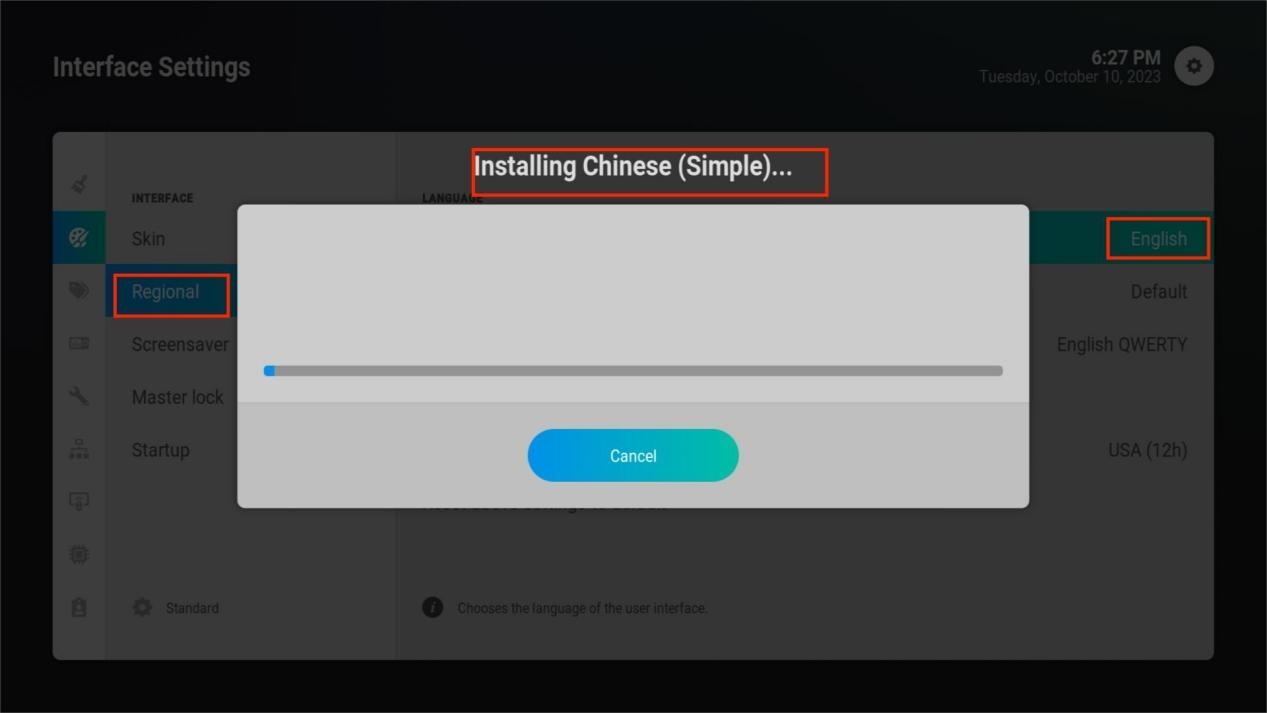 Interface Settings
6:27 PM
Tuesday, October 10, 2023
Installing Chinese (Simple)...
INTERFACE
LANGUAGE
Skin
English
Regional
Default
Screensaver
English QWERTY
Master lock
Cancel
Startup
USA (12h)
Standard
Chooses the language of the user interface.